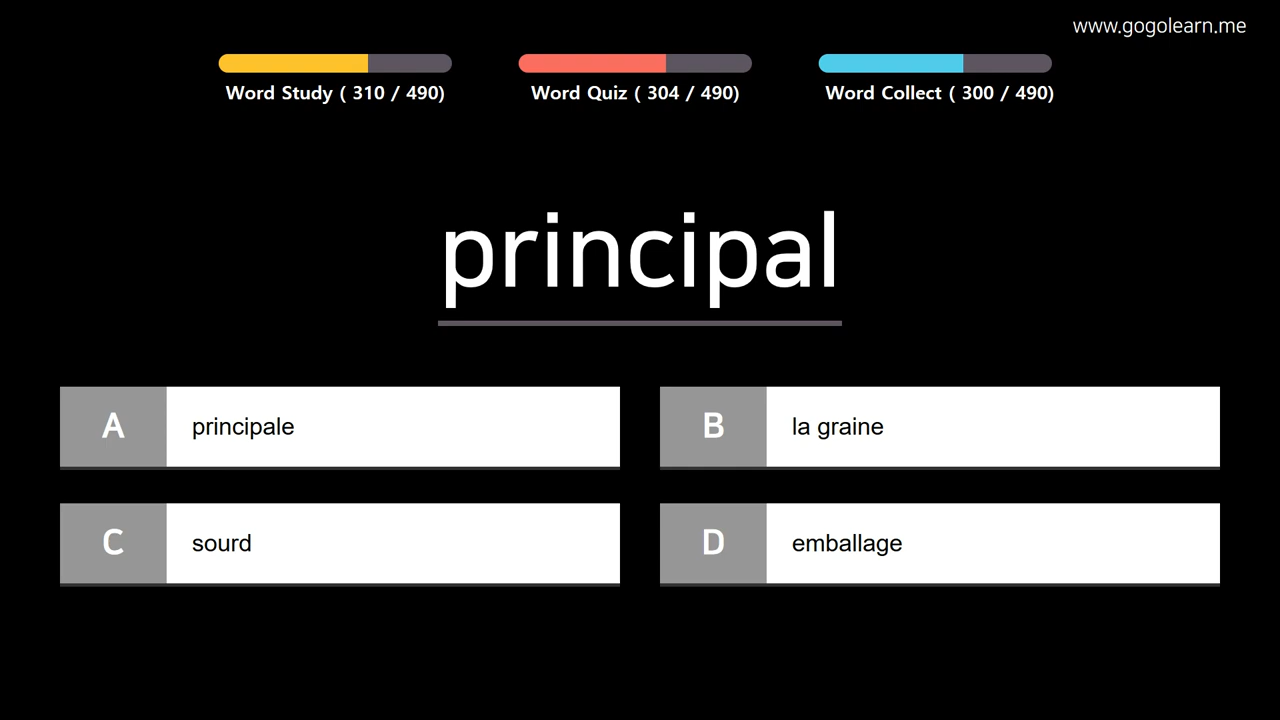 www.gogolearn.me
Word Study ( 310 / 490)
Word Quiz ( 304 / 490)
Word Collect ( 300 / 490)
principal
A principale
B la graine
C sourd
D emballage